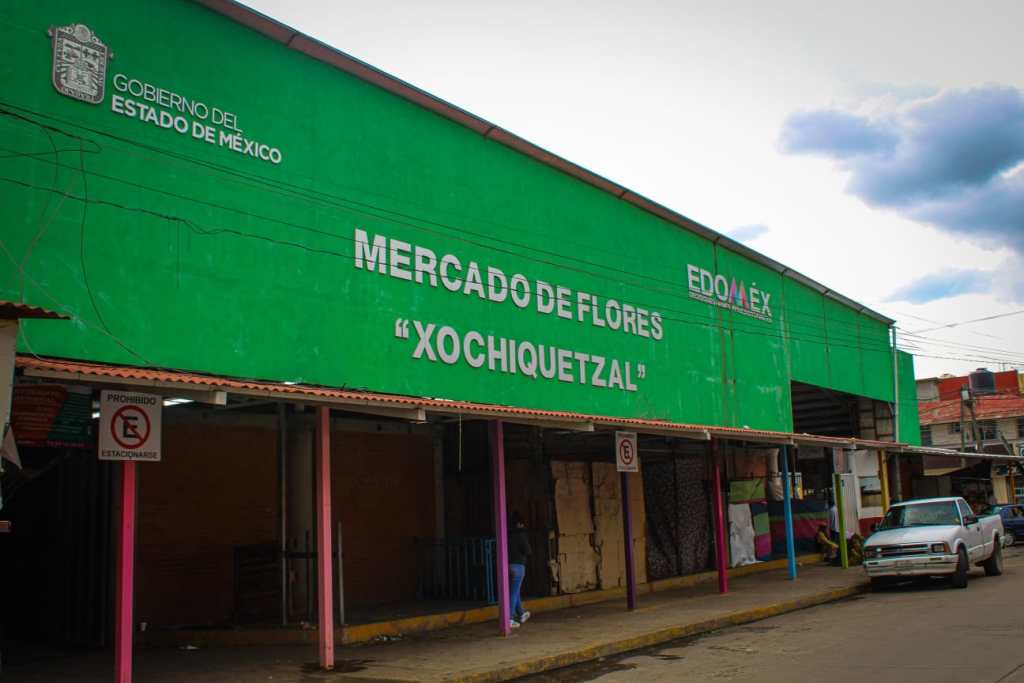 GOBIERNO DEL
ESTADO DE MÉXICO
MERCADO DE FLORES
“XOCHIQUETZAL”
EDOMÉX
PROHIBIDO
E
ESTACIONARSE
E